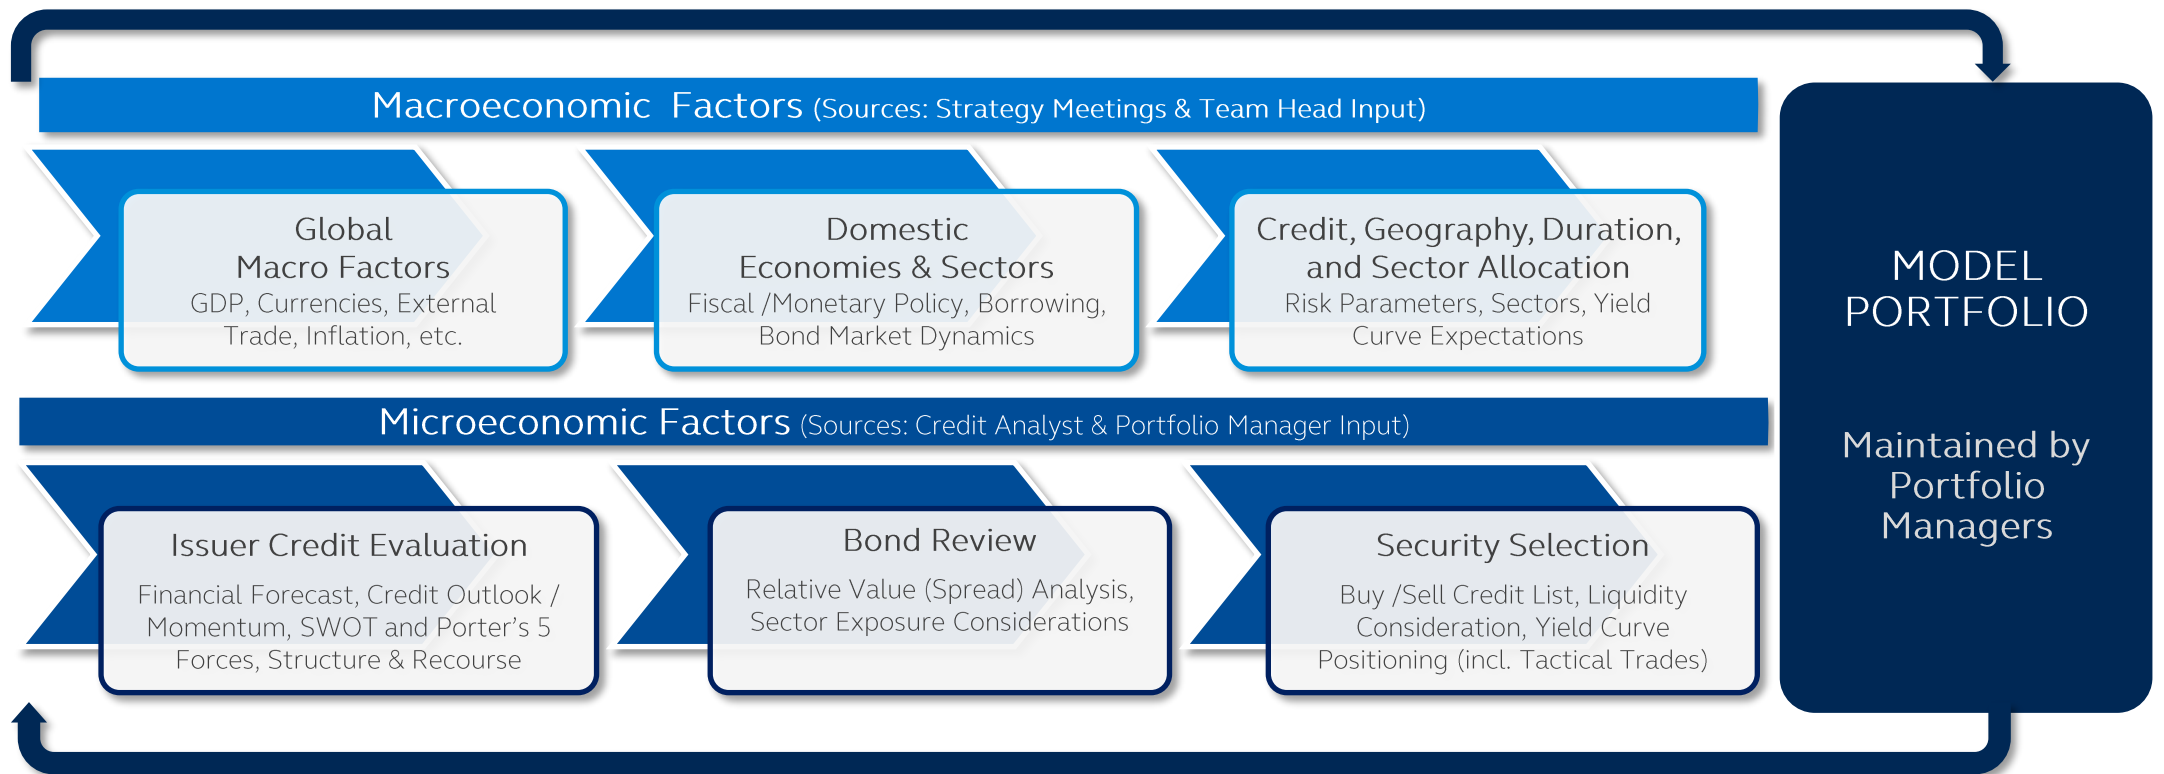 Macroeconomic  Factors (Sources: Strategy Meetings & Team Head Input)
Global
Macro Factors
GDP, Currencies, External
Trade, Inflation, etc.
Domestic
Economies & Sectors
Fiscal /Monetary Policy, Borrowing,
Bond Market Dynamics
Credit, Geography, Duration,
and Sector Allocation
Risk Parameters, Sectors, Yield
Curve Expectations
Microeconomic Factors (Sources: Credit Analyst & Portfolio Manager Input)
Issuer Credit Evaluation
Financial Forecast, Credit Outlook /
Momentum, SWOT and Porter’s 5
Forces, Structure & Recourse
Bond Review
Relative Value (Spread) Analysis,
Sector Exposure Considerations
Security Selection
Buy /Sell Credit List, Liquidity
Consideration, Yield Curve
Positioning (incl. Tactical Trades)
MODEL
PORTFOLIO
Maintained by
Portfolio
Managers